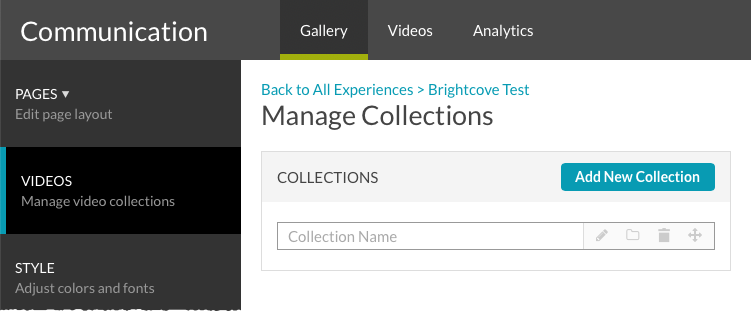 Communication
Gallery Videos Analytics
PAGES ▾
Edit page layout
VIDEOS
Manage video collections
STYLE
Adjust colors and fonts
Back to All Experiences > Brightcove Test
Manage Collections
COLLECTIONS
Add New Collection
Collection Name